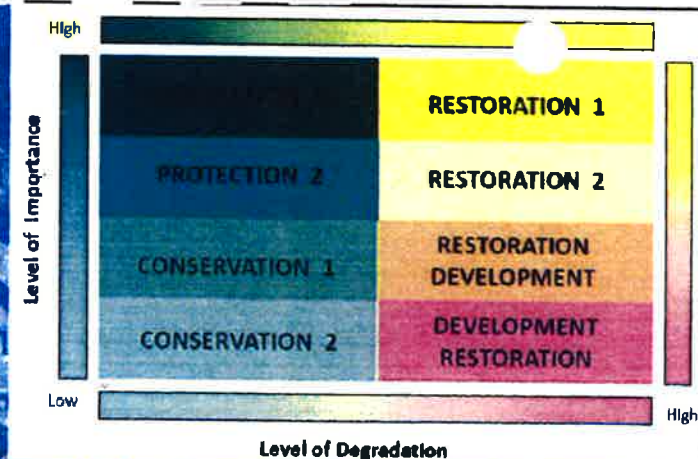 High
RESTORATION 1
PROTECTION 2
RESTORATION 2
CONSERVATION 1
RESTORATION
DEVELOPMENT
CONSERVATION 2
DEVELOPMENT
RESTORATION
Level of Importance
Low
High
Level of Degradation